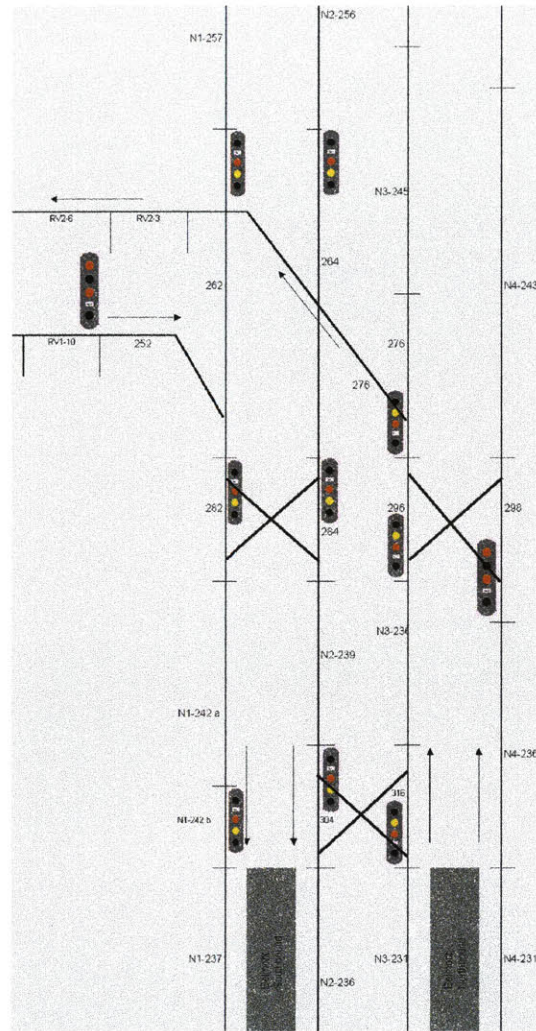 N2-256
N1-257
N3-245
RV2-6 RV2-3
264
262
N4-243
276
RV1-10 252
276
262
264
296
298
N3-236
N2-239
N1-242 a
N4-236
316
N1-242 b
304
N1-237
N3-231
N4-231
N2-236